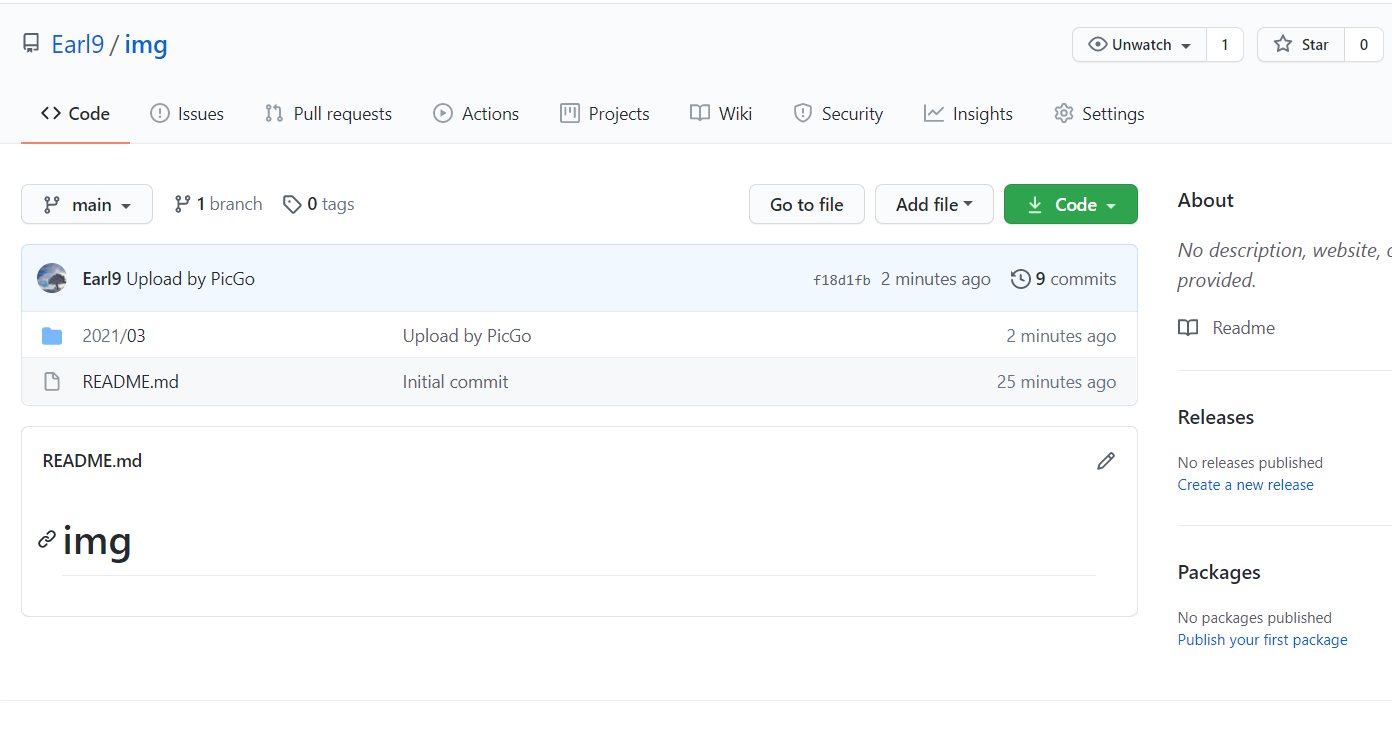 Earl9 / img
Unwatch 1 Star 0
Code Issues Pull requests Actions Projects Wiki Security Insights Settings
main 1 branch 0 tags Go to file Add file Code
Earl9 Upload by PicGo f18d1fb 2 minutes ago 9 commits
2021/03 Upload by PicGo 2 minutes ago
README.md Initial commit 25 minutes ago
README.md
img
About
No description, website,
provided.
Readme
Releases
No releases published
Create a new release
Packages
No packages published
Publish your first package